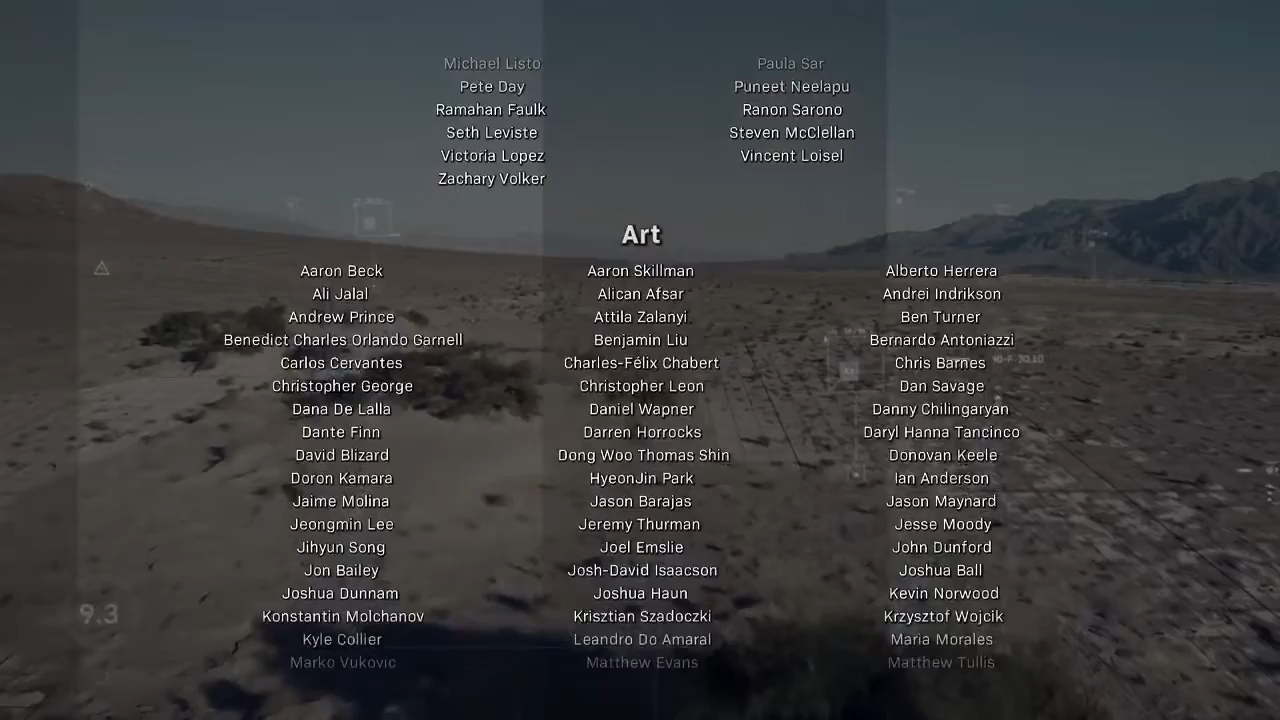 Michael Listo Paula Sar
Pete Day Puneet Neelapu
Ramahan Faulk Ranon Sarono
Seth Leviste Steven McClellan
Victoria Lopez Vincent Loisel
Zachary Volker
Art
Aaron Beck Aaron Skillman Alberto Herrera
Ali Jalal Alican Afsar Andrei Indrikson
Andrew Prince Attila Zalanyi Ben Turner
Benedict Charles Orlando Garnell Benjamin Liu Bernardo Antoniazzi
Carlos Cervantes Charles-Félix Chabert Chris Barnes
Christopher George Christopher Leon Dan Savage
Dana De Lalla Daniel Wapner Danny Chilingaryan
Dante Finn Darren Horrocks Daryl Hanna Tancinco
David Blizard Dong Woo Thomas Shin Donovan Keele
Doron Kamara HyeonJin Park Ian Anderson
Jaime Molina Jason Barajas Jason Maynard
Jeongmin Lee Jeremy Thurman Jesse Moody
Jihyun Song Joel Emslie John Dunford
Jon Bailey Josh-David Isaacson Joshua Ball
Joshua Dunnam Joshua Haun Kevin Norwood
Konstantin Molchanov Krisztian Szadoczki Krzysztof Wojcik
Kyle Collier Leandro Do Amaral Maria Morales
Marko Vukovic Matthew Evans Matthew Tullis
9.3